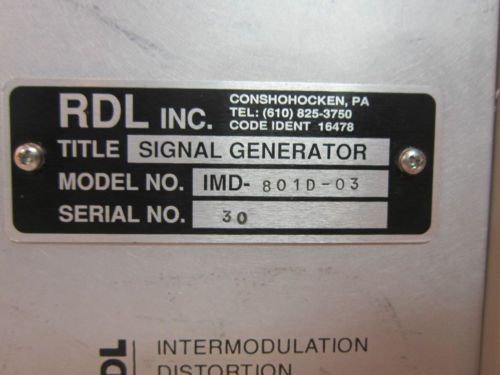 RDL INC.
CONSHOHOCKEN, PA
TEL: (610) 825-3750
CODE IDENT 16478
TITLE SIGNAL GENERATOR
MODEL NO. IMD-801D-03
SERIAL NO. 30
DL
INTERMODULATION
DISTORTION